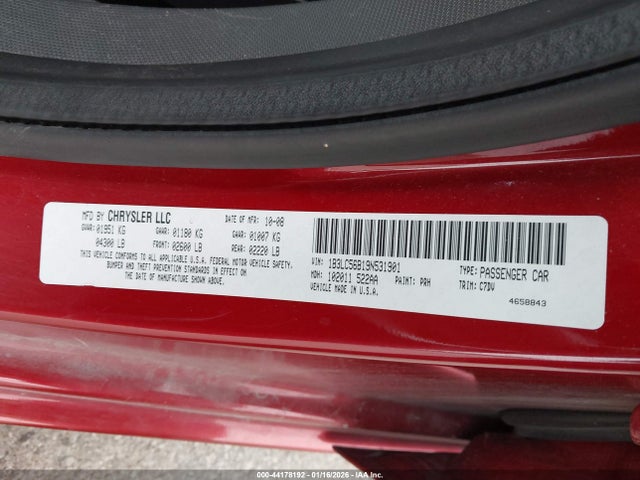 MFD BY CHRYSLER LLC DATE OF MFR 10-08
GVWR: 01951 KG GAWR: 01180 KG GAWR: 01007 KG
04300 LB FRONT: 02600 LB REAR: 02220 LB
THIS VEHICLE CONFORMS TO ALL APPLICABLE FEDERAL MOTOR VEHICLE SAFETY,
BUMPER AND THEFT PREVENTION STANDARDS IN EFFECT ON
THE DATE OF MANUFACTURE SHOWN ABOVE.
VIN: 1B3LC56B19N531901 TYPE: PASSENGER CAR
MDH: 102011 522AA PAINT: PRH TRIM: C7DV
VEHICLE MADE IN U.S.A.
4658843
000-44178192 - 01/16/2026 - IAA Inc.